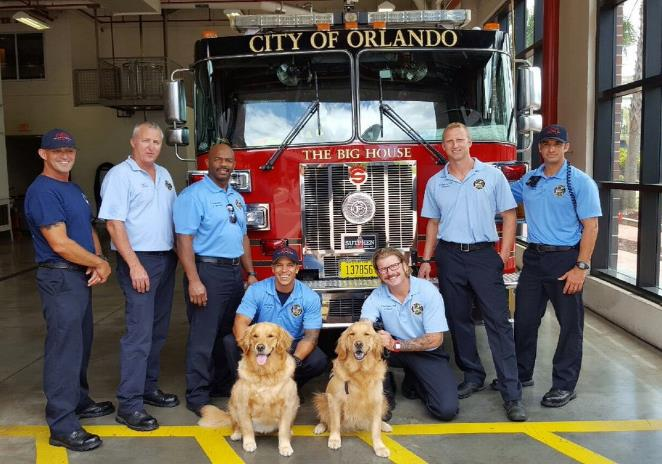 CITY OF ORLANDO
THE BIG HOUSE
S
SUTPHEN
137856